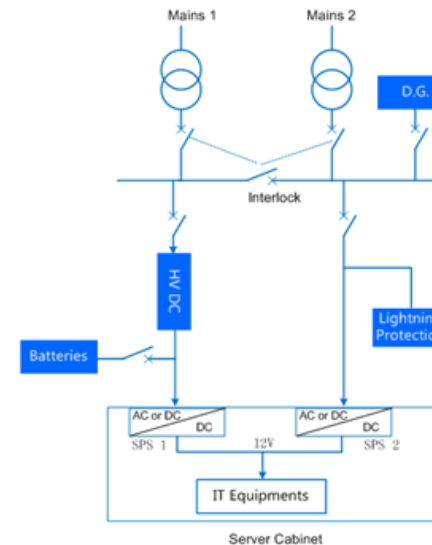 Mains 1
Mains 2
D.G.
Interlock
HV DC
Lightnin
Protectio
Batteries
AC or DC
DC
AC or DC
DC
SPS 1
12V
SPS 2
IT Equipments
Server Cabinet